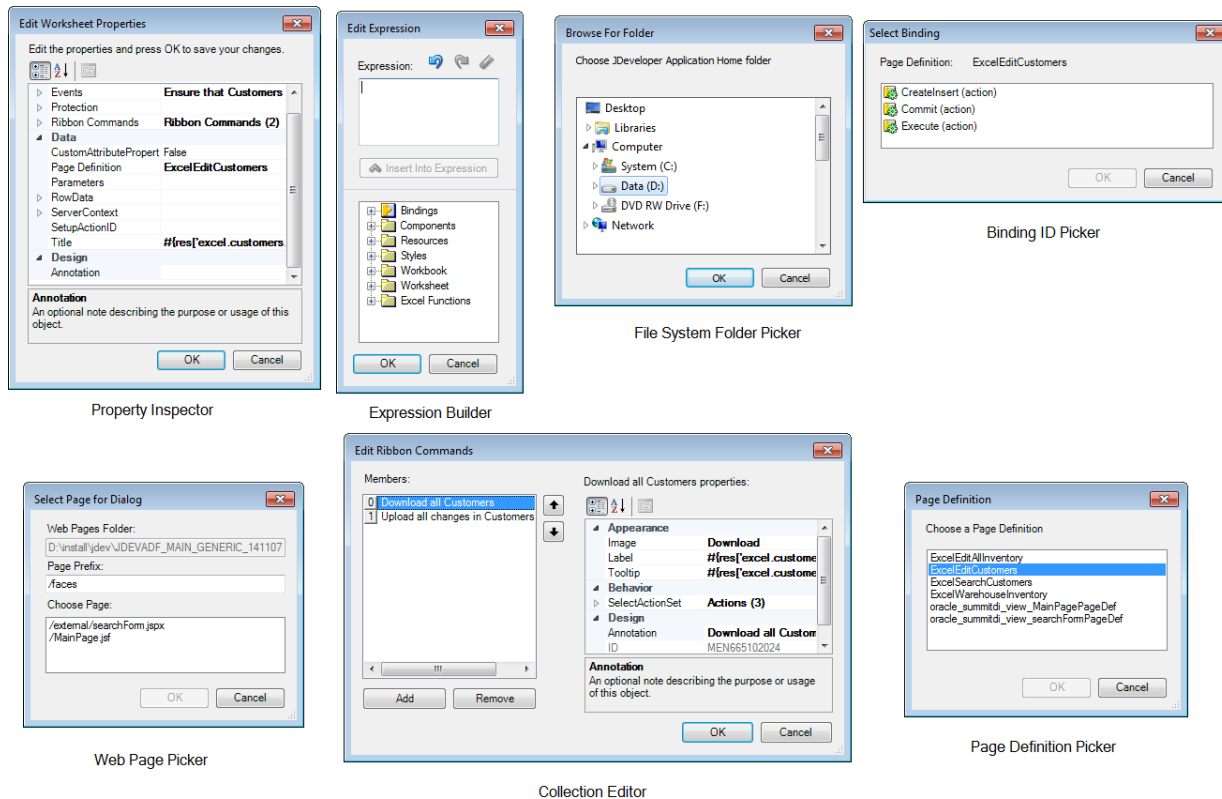 Edit Worksheet Properties
Edit the properties and press OK to save your changes.
Events Ensure that Customers
Protection
Ribbon Commands Ribbon Commands (2)
Data
CustomAttributePropert False
Page Definition ExcelEditCustomers
Parameters
RowData
ServerContext
SetupActionID
Title #{res['excel.customers.
Design
Annotation
Annotation
An optional note describing the purpose or usage of this
object.
OK Cancel
Property Inspector
Edit Expression
Expression:
Insert Into Expression
Bindings
Components
Resources
Styles
Workbook
Worksheet
Excel Functions
OK Cancel
Expression Builder
Browse For Folder
Choose JDeveloper Application Home folder
Desktop
Libraries
Computer
System (C:)
Data (D:)
DVD RW Drive (F:)
Network
OK Cancel
File System Folder Picker
Select Binding
Page Definition: ExcelEditCustomers
CreateInsert (action)
Commit (action)
Execute (action)
OK Cancel
Binding ID Picker
Select Page for Dialog
Web Pages Folder:
D:\install\jdev\JDEVADF_MAIN_GENERIC_141107
Page Prefix:
/faces
Choose Page:
/external/searchForm.jspx
/MainPage.jsf
OK Cancel
Web Page Picker
Edit Ribbon Commands
Members:
0 Download all Customers
1 Upload all changes in Customers
Add Remove
Download all Customers properties:
Appearance
Image Download
Label #{res['excel.custome
Tooltip #{res['excel.custome
Behavior
SelectActionSet Actions (3)
Design
Annotation Download all Custom
ID MEN665102024
Annotation
An optional note describing the purpose or usage
of this object.
OK Cancel
Collection Editor
Page Definition
Choose a Page Definition
ExcelEditAllInventory
ExcelEditCustomers
ExcelSearchCustomers
ExcelWarehouseInventory
oracle_summitdi_view_MainPagePageDef
oracle_summitdi_view_searchFormPageDef
OK Cancel
Page Definition Picker